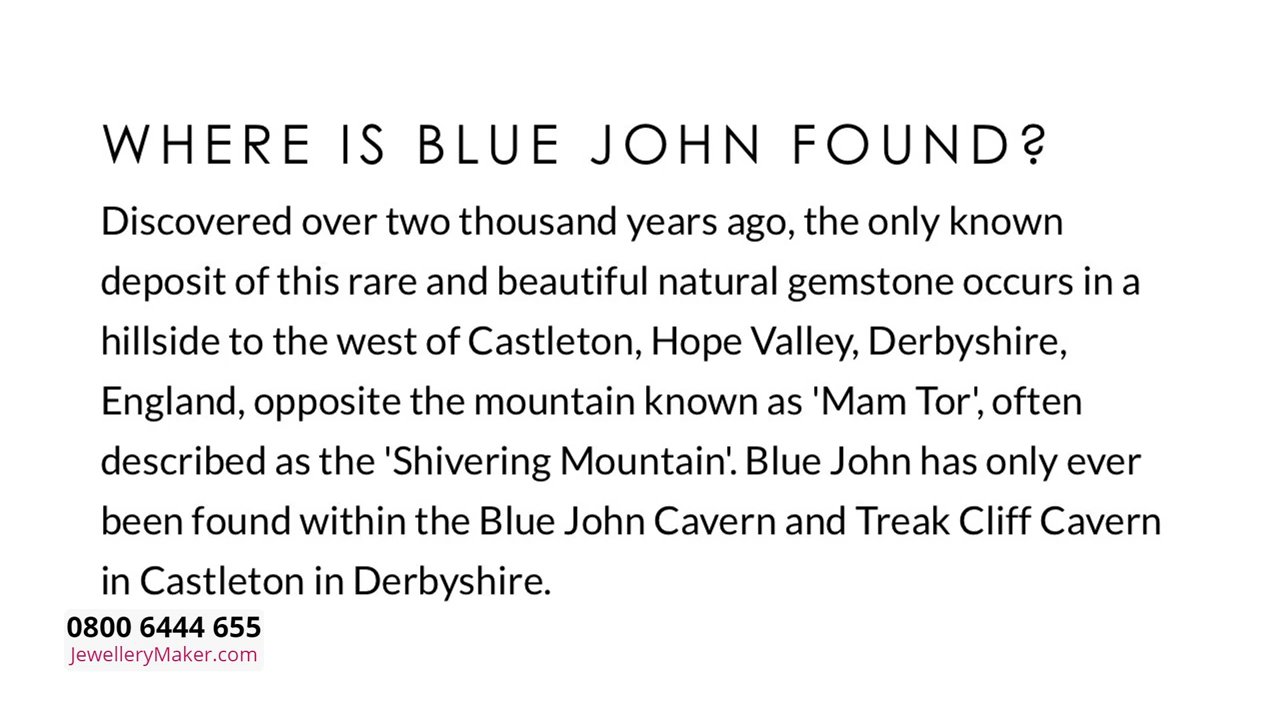 WHERE IS BLUE JOHN FOUND?
Discovered over two thousand years ago, the only known
deposit of this rare and beautiful natural gemstone occurs in a
hillside to the west of Castleton, Hope Valley, Derbyshire,
England, opposite the mountain known as 'Mam Tor', often
described as the 'Shivering Mountain'. Blue John has only ever
been found within the Blue John Cavern and Treak Cliff Cavern
in Castleton in Derbyshire.
0800 6444 655
JewelleryMaker.com